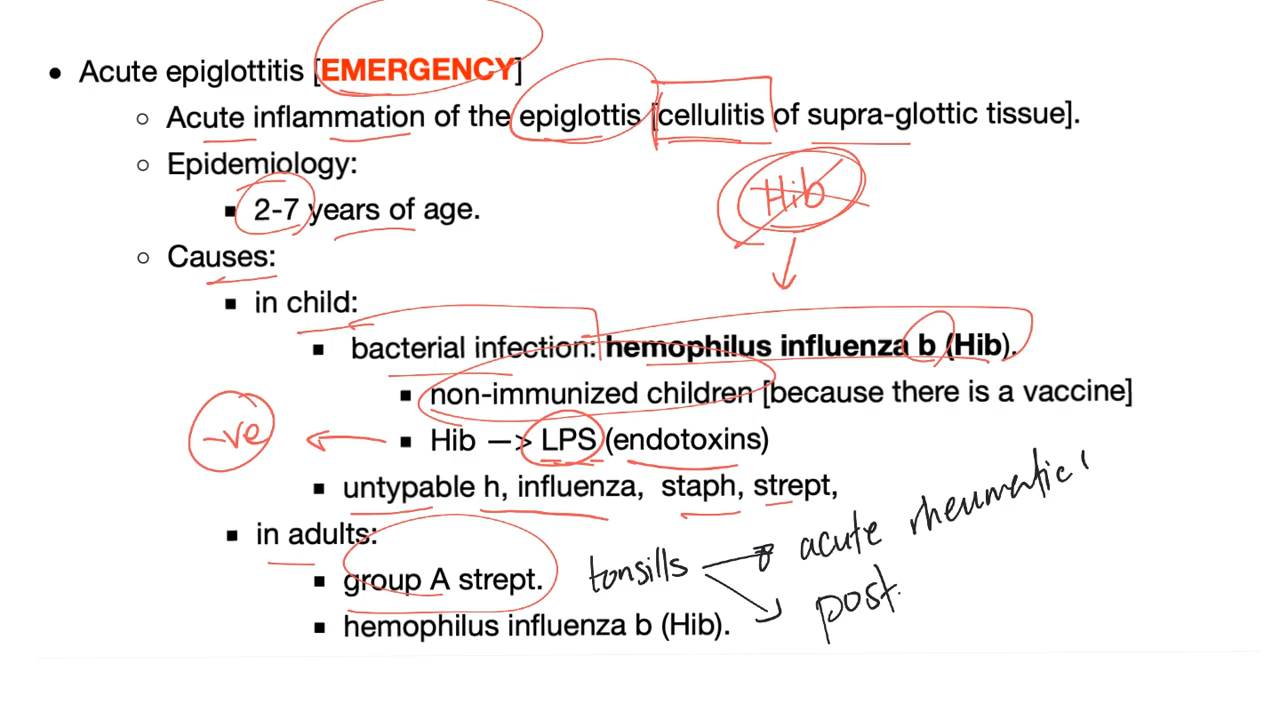 • Acute epiglottitis [EMERGENCY]
○ Acute inflammation of the epiglottis [cellulitis of supra-glottic tissue].
○ Epidemiology:
Hib
▪ 2-7 years of age.
○ Causes:
▪ in child:
▪ bacterial infection: hemophilus influenza b (Hib).
▪ non-immunized children [because there is a vaccine]
-ve
▪ Hib —> LPS (endotoxins)
▪ untypable h, influenza, staph, strept,
▪ in adults:
tonsills → acute rheumatic
▪ group A strept.
post
▪ hemophilus influenza b (Hib).